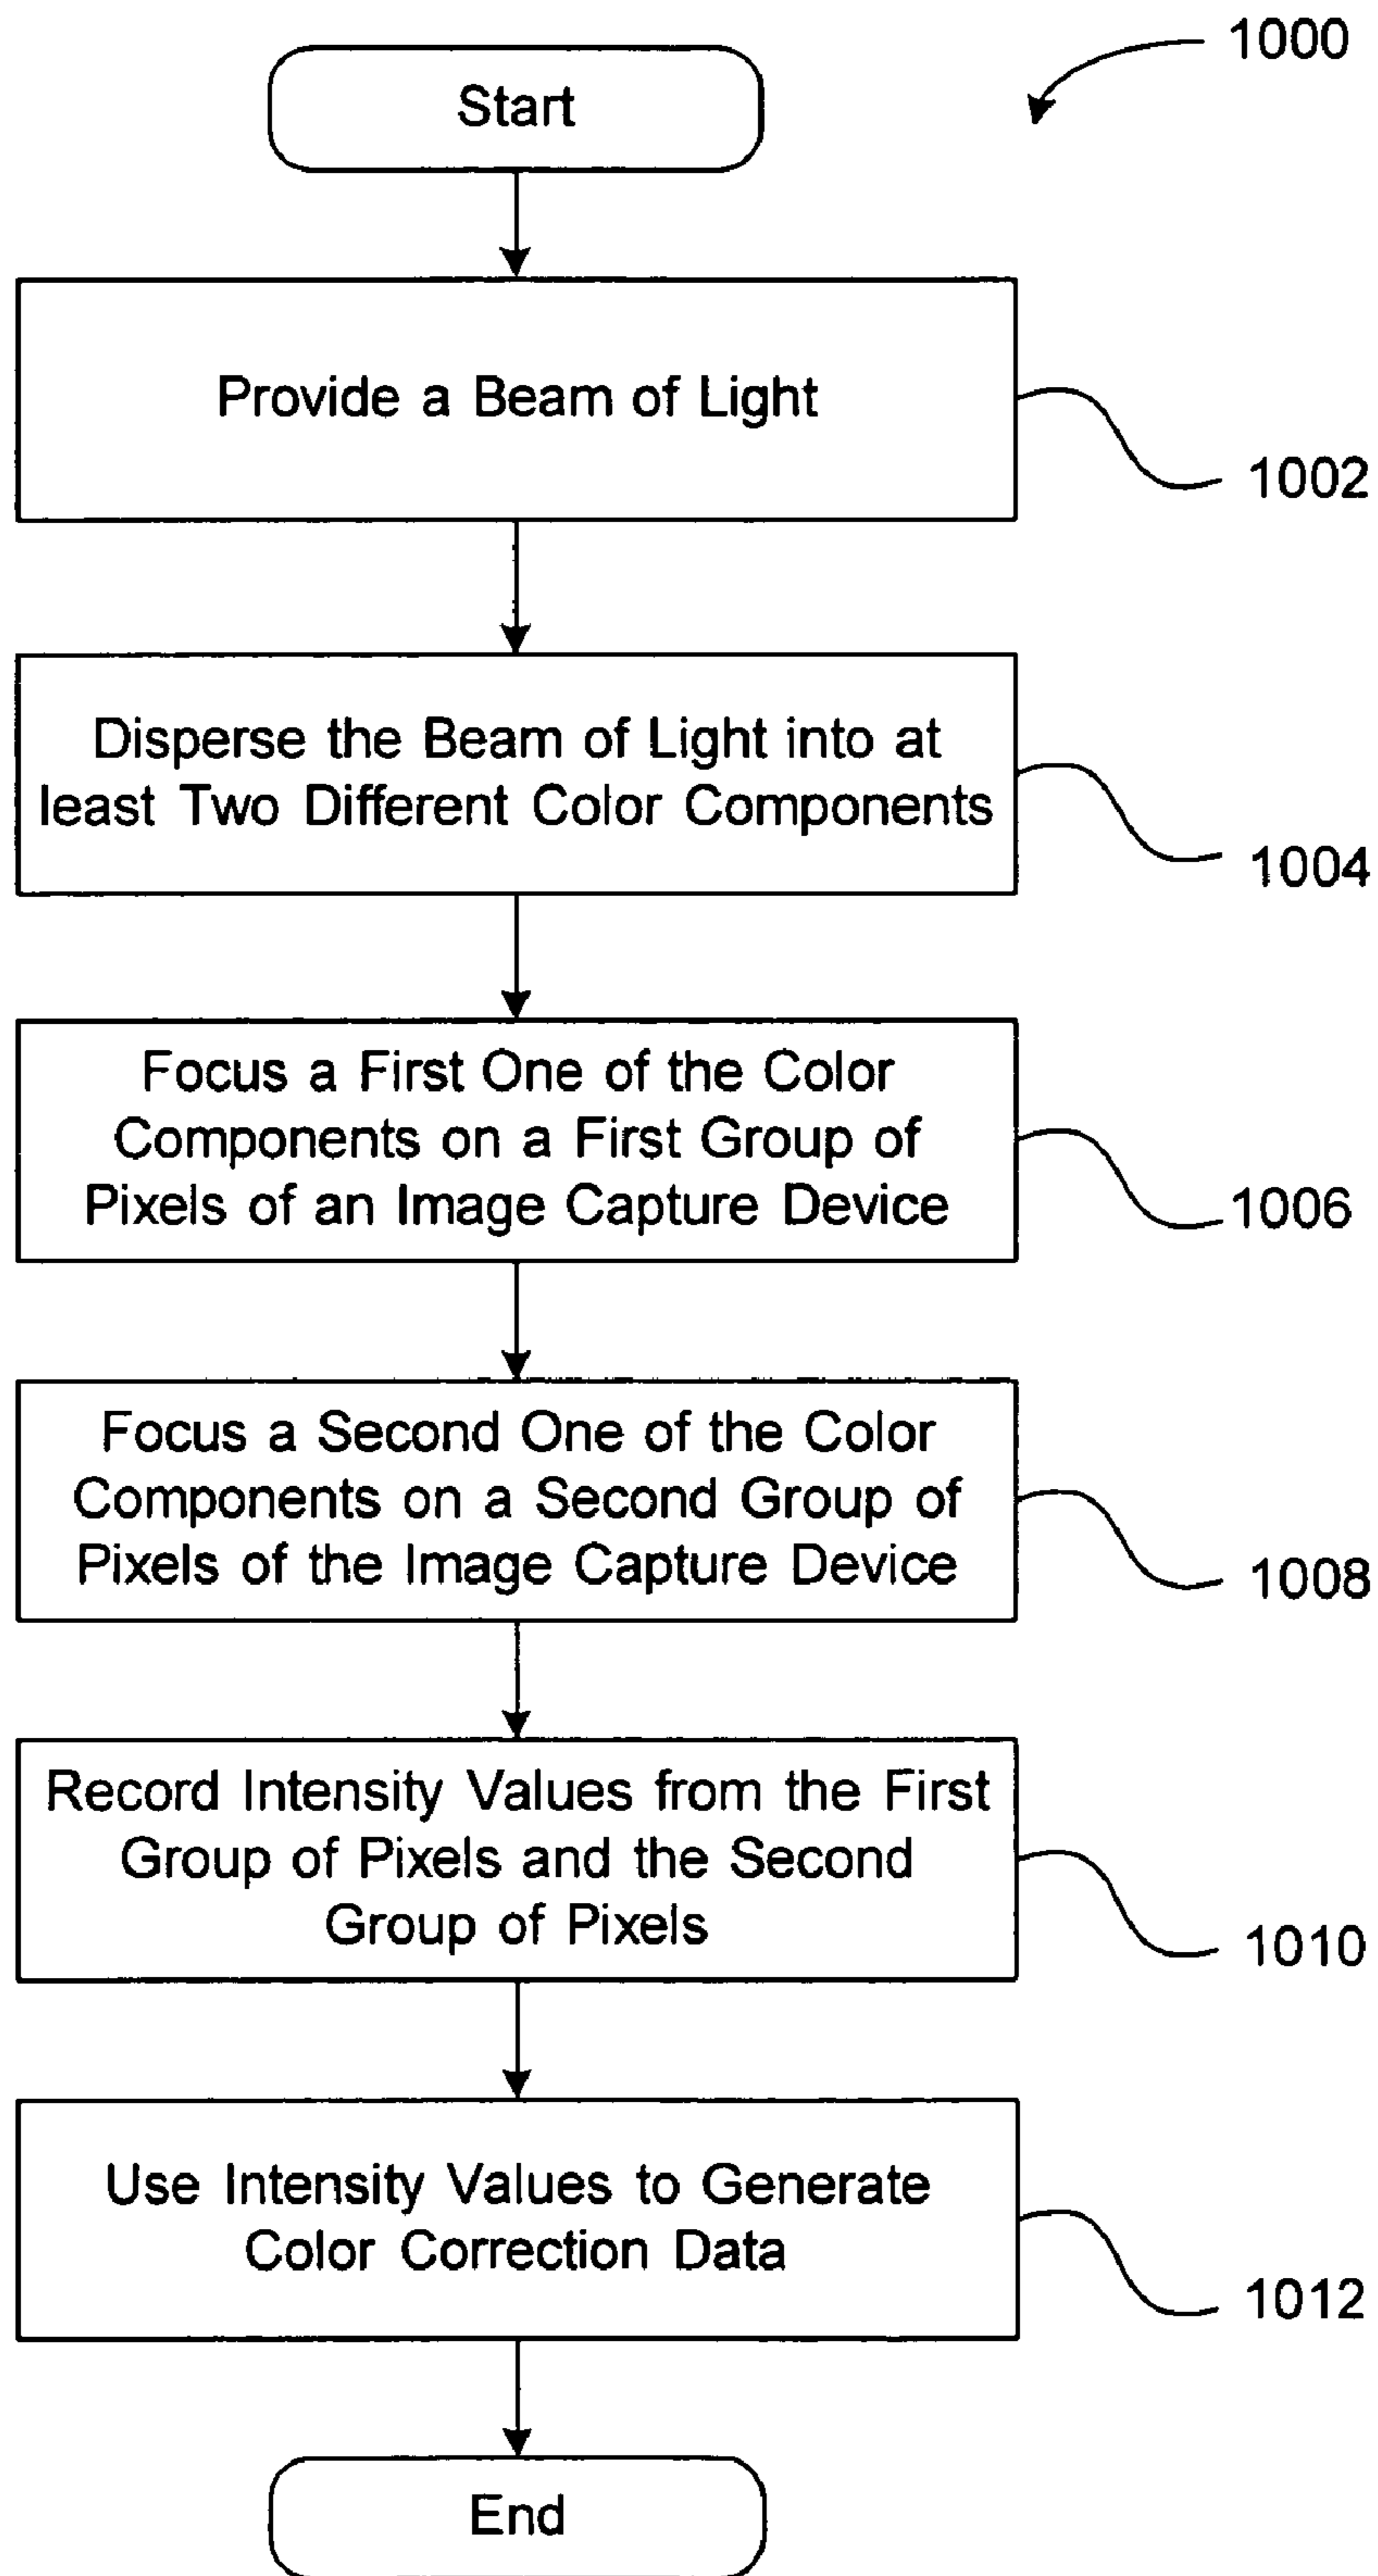 1000
Start
Provide a Beam of Light
1002
Disperse the Beam of Light into at
least Two Different Color Components
1004
Focus a First One of the Color
Components on a First Group of
Pixels of an Image Capture Device
1006
Focus a Second One of the Color
Components on a Second Group of
Pixels of the Image Capture Device
1008
Record Intensity Values from the First
Group of Pixels and the Second
Group of Pixels
1010
Use Intensity Values to Generate
Color Correction Data
1012
End